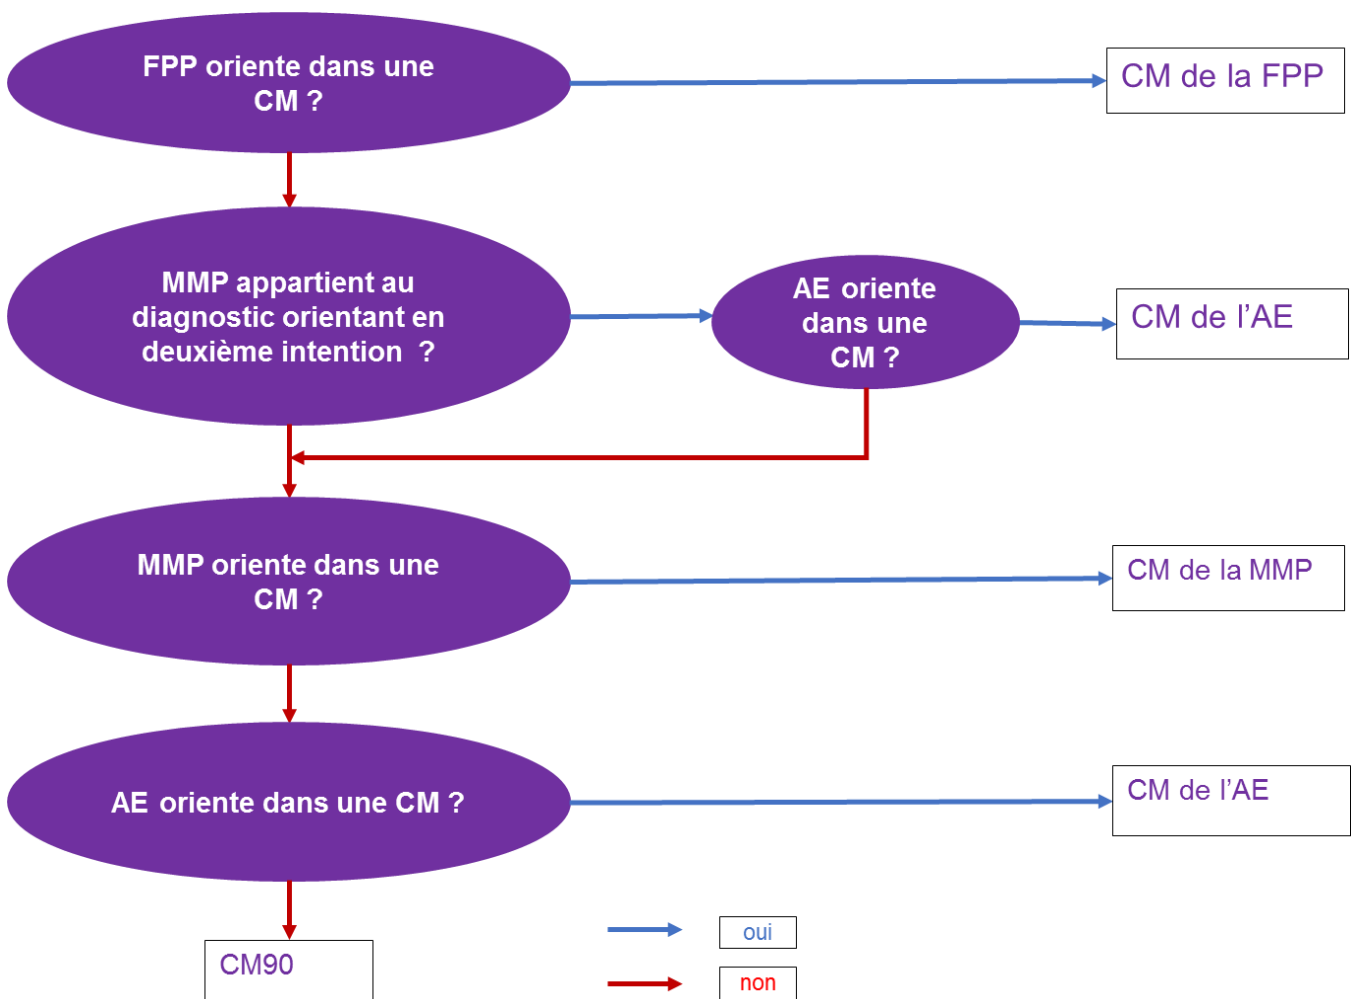 FPP oriente dans une
CM ?
CM de la FPP
MMP appartient au
diagnostic orientant en
deuxième intention  ?
AE oriente
dans une
CM ?
CM de l’AE
MMP oriente dans une
CM ?
CM de la MMP
AE oriente dans une CM ?
CM de l’AE
CM90
oui
non